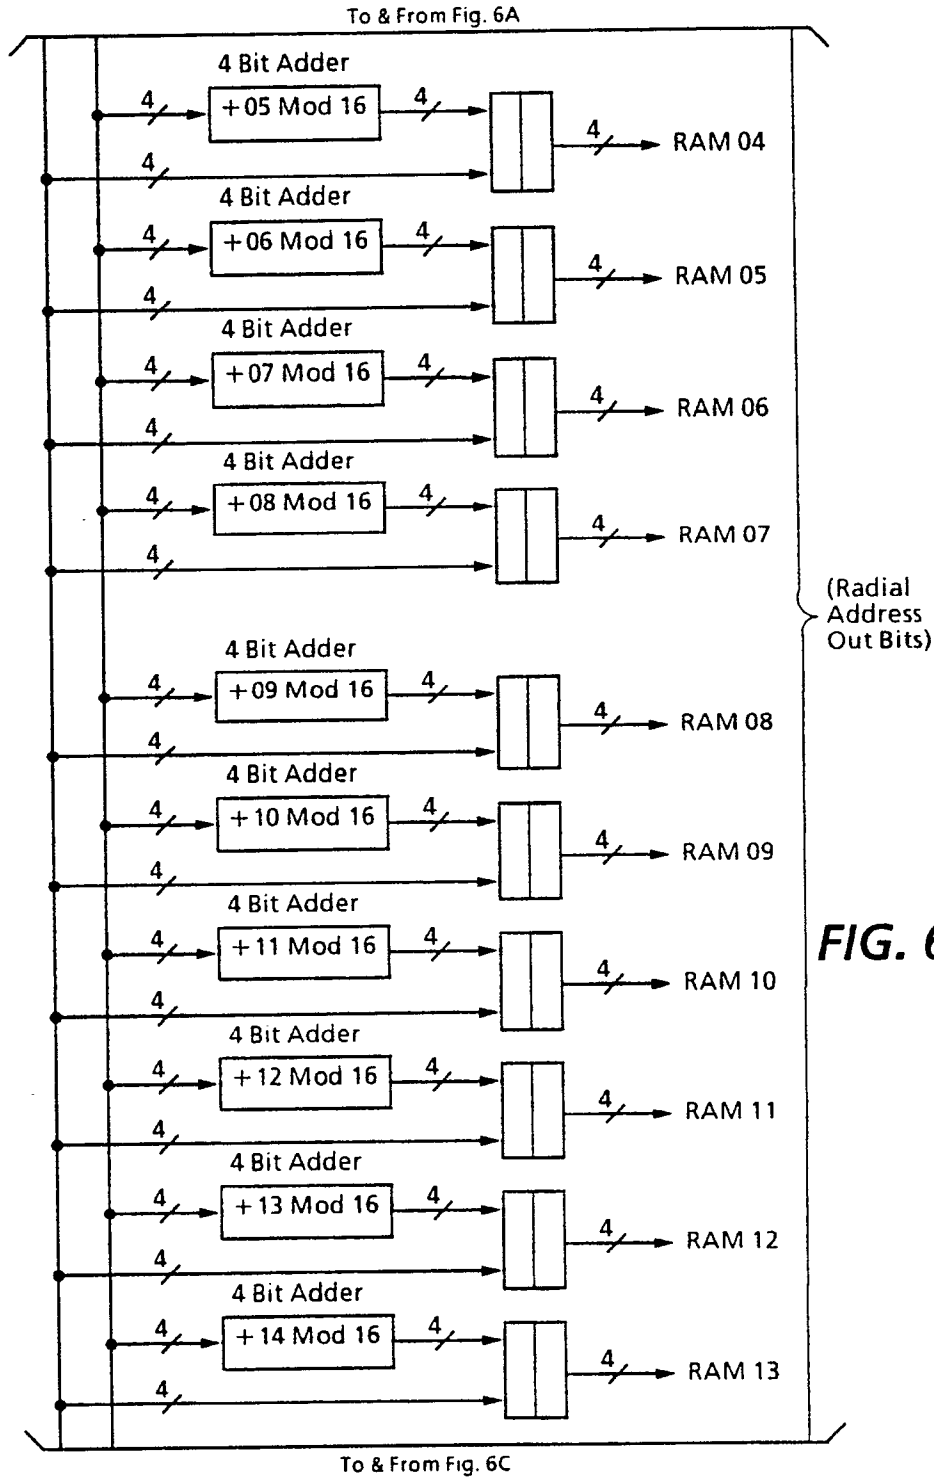 To & From Fig. 6A
4 Bit Adder
4 +05 Mod 16 4
4 RAM 04
4
4 Bit Adder
4 +06 Mod 16 4
4 RAM 05
4
4 Bit Adder
4 +07 Mod 16 4
4 RAM 06
4
4 Bit Adder
4 +08 Mod 16 4
4 RAM 07
4
(Radial
Address
Out Bits)
4 Bit Adder
4 +09 Mod 16 4
4 RAM 08
4
4 Bit Adder
4 +10 Mod 16 4
4 RAM 09
4
4 Bit Adder
4 +11 Mod 16 4
FIG. 6
4 RAM 10
4
4 Bit Adder
4 +12 Mod 16 4
4 RAM 11
4
4 Bit Adder
4 +13 Mod 16 4
4 RAM 12
4
4 Bit Adder
4 +14 Mod 16 4
4 RAM 13
4
To & From Fig. 6C